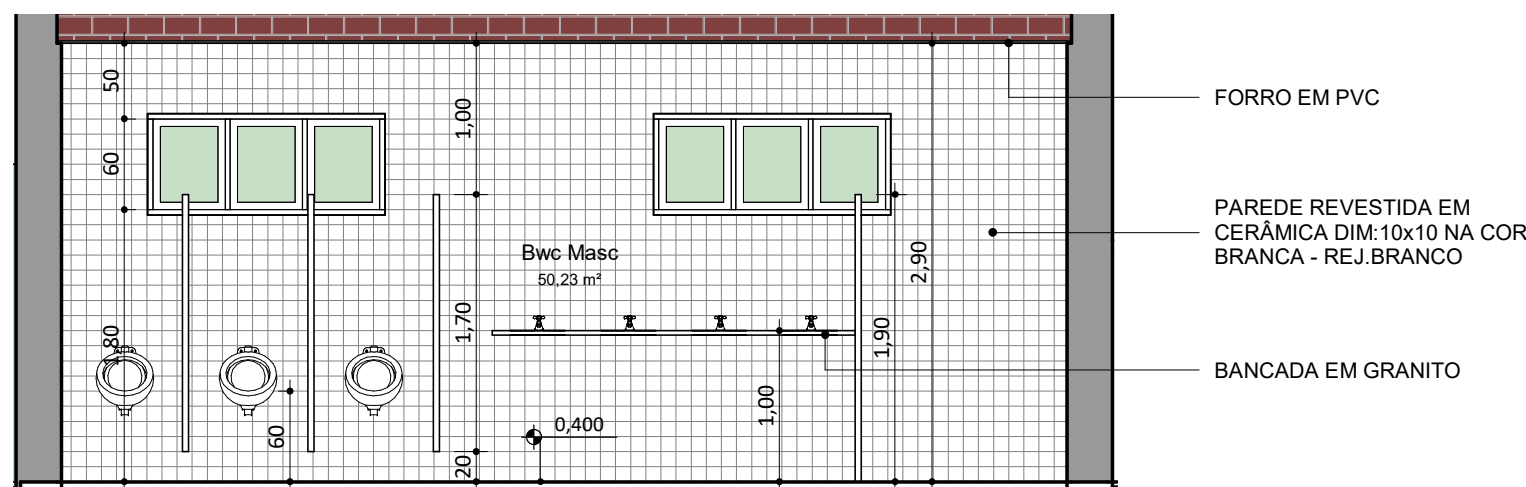 50
1,00
FORRO EM PVC
60
PAREDE REVESTIDA EM
CERÂMICA DIM:10x10 NA COR
BRANCA - REJ.BRANCO
Bwc Masc
50,23 m²
2,90
1,80
1,70
1,90
BANCADA EM GRANITO
60
0,400
1,00
20